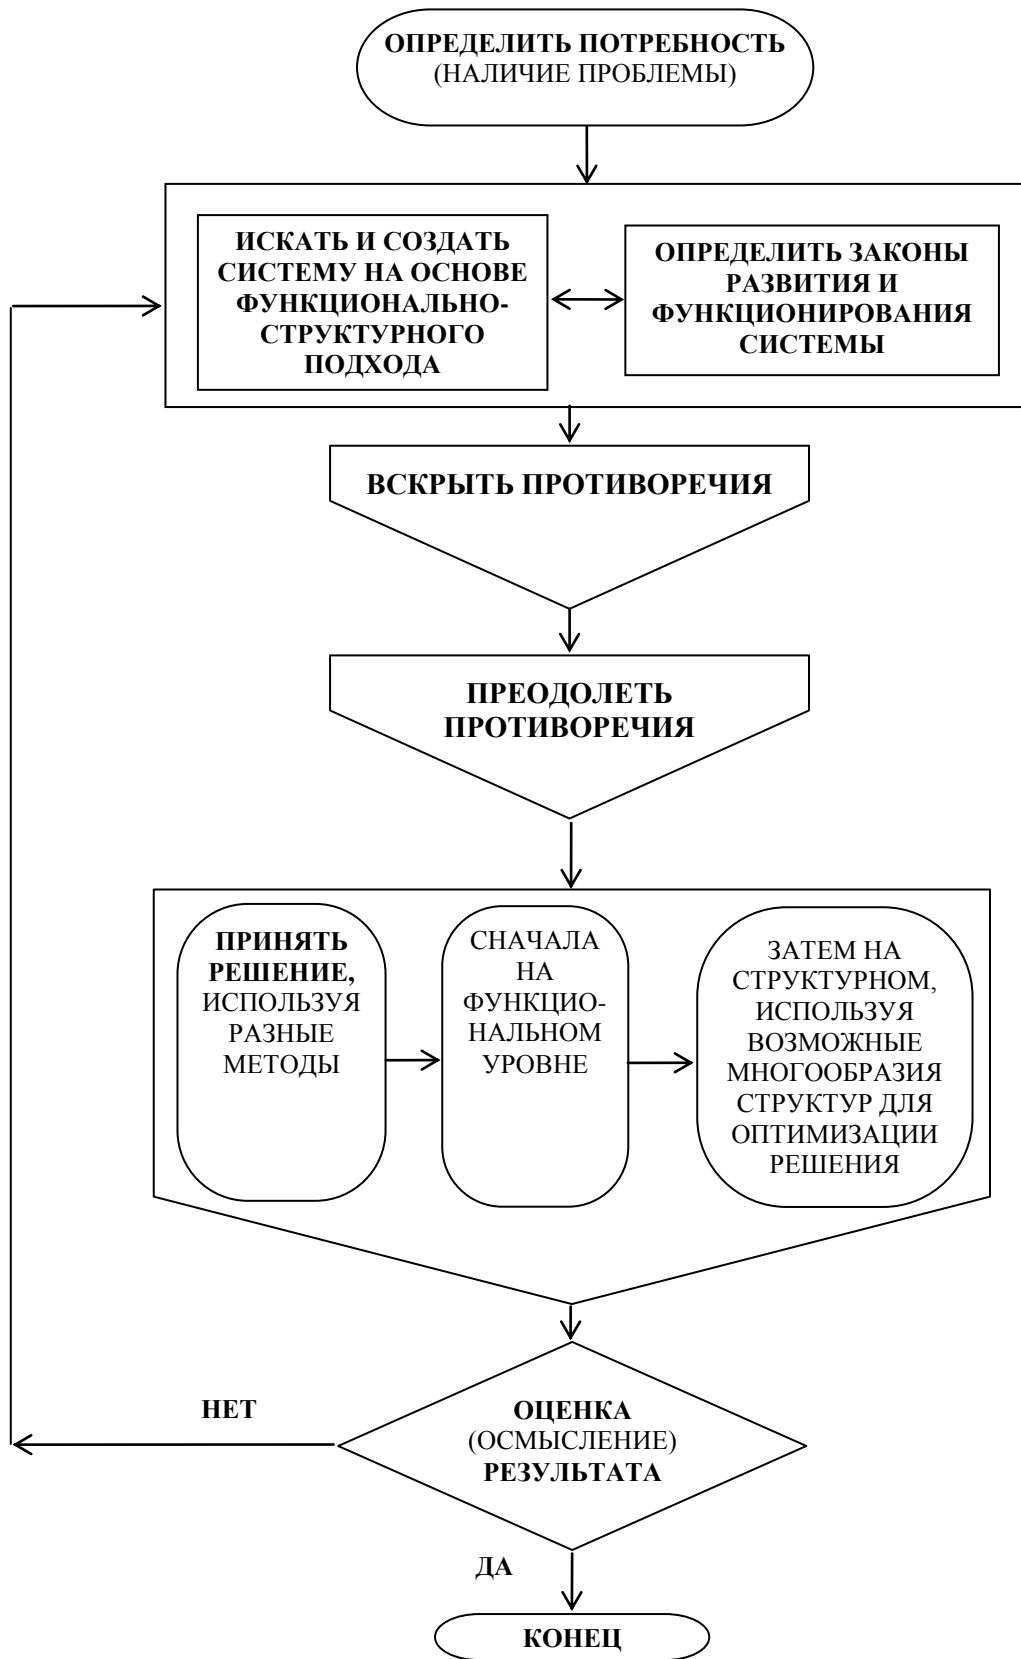 ОПРЕДЕЛИТЬ ПОТРЕБНОСТЬ
(НАЛИЧИЕ ПРОБЛЕМЫ)
ИСКАТЬ И СОЗДАТЬ
СИСТЕМУ НА ОСНОВЕ
ФУНКЦИОНАЛЬНО-
СТРУКТУРНОГО
ПОДХОДА
ОПРЕДЕЛИТЬ ЗАКОНЫ
РАЗВИТИЯ И
ФУНКЦИОНИРОВАНИЯ
СИСТЕМЫ
ВСКРЫТЬ ПРОТИВОРЕЧИЯ
ПРЕОДОЛЕТЬ
ПРОТИВОРЕЧИЯ
ПРИНЯТЬ
РЕШЕНИЕ,
ИСПОЛЬЗУЯ
РАЗНЫЕ
МЕТОДЫ
СНАЧАЛА
НА
ФУНКЦИО-
НАЛЬНОМ
УРОВНЕ
ЗАТЕМ НА
СТРУКТУРНОМ,
ИСПОЛЬЗУЯ
ВОЗМОЖНЫЕ
МНОГООБРАЗИЯ
СТРУКТУР ДЛЯ
ОПТИМИЗАЦИИ
РЕШЕНИЯ
НЕТ
ОЦЕНКА
(ОСМЫСЛЕНИЕ)
РЕЗУЛЬТАТА
ДА
КОНЕЦ